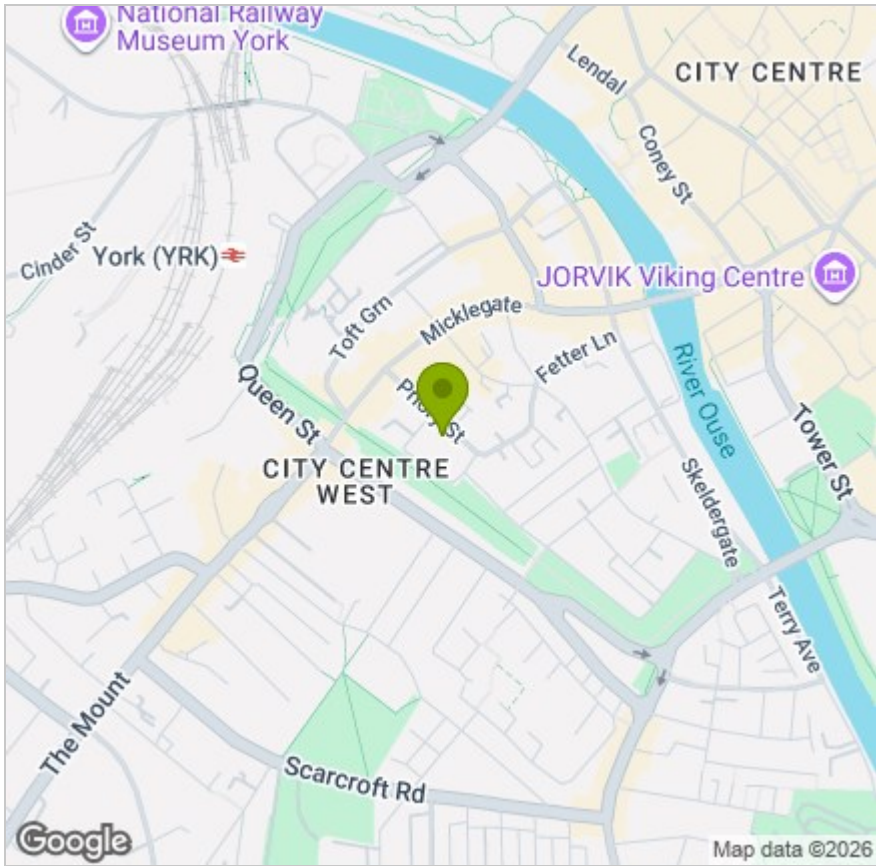 National Railway
Museum York
Lendal
CITY CENTRE
Coney St
Cinder St
York (YRK)
JORVIK Viking Centre
Toft Grn
Micklegate
Fetter Ln
River Ouse
Queen St
Priory St
Tower St
CITY CENTRE
WEST
Skeldergate
Terry Ave
The Mount
Scarcroft Rd
Google
Map data ©2026